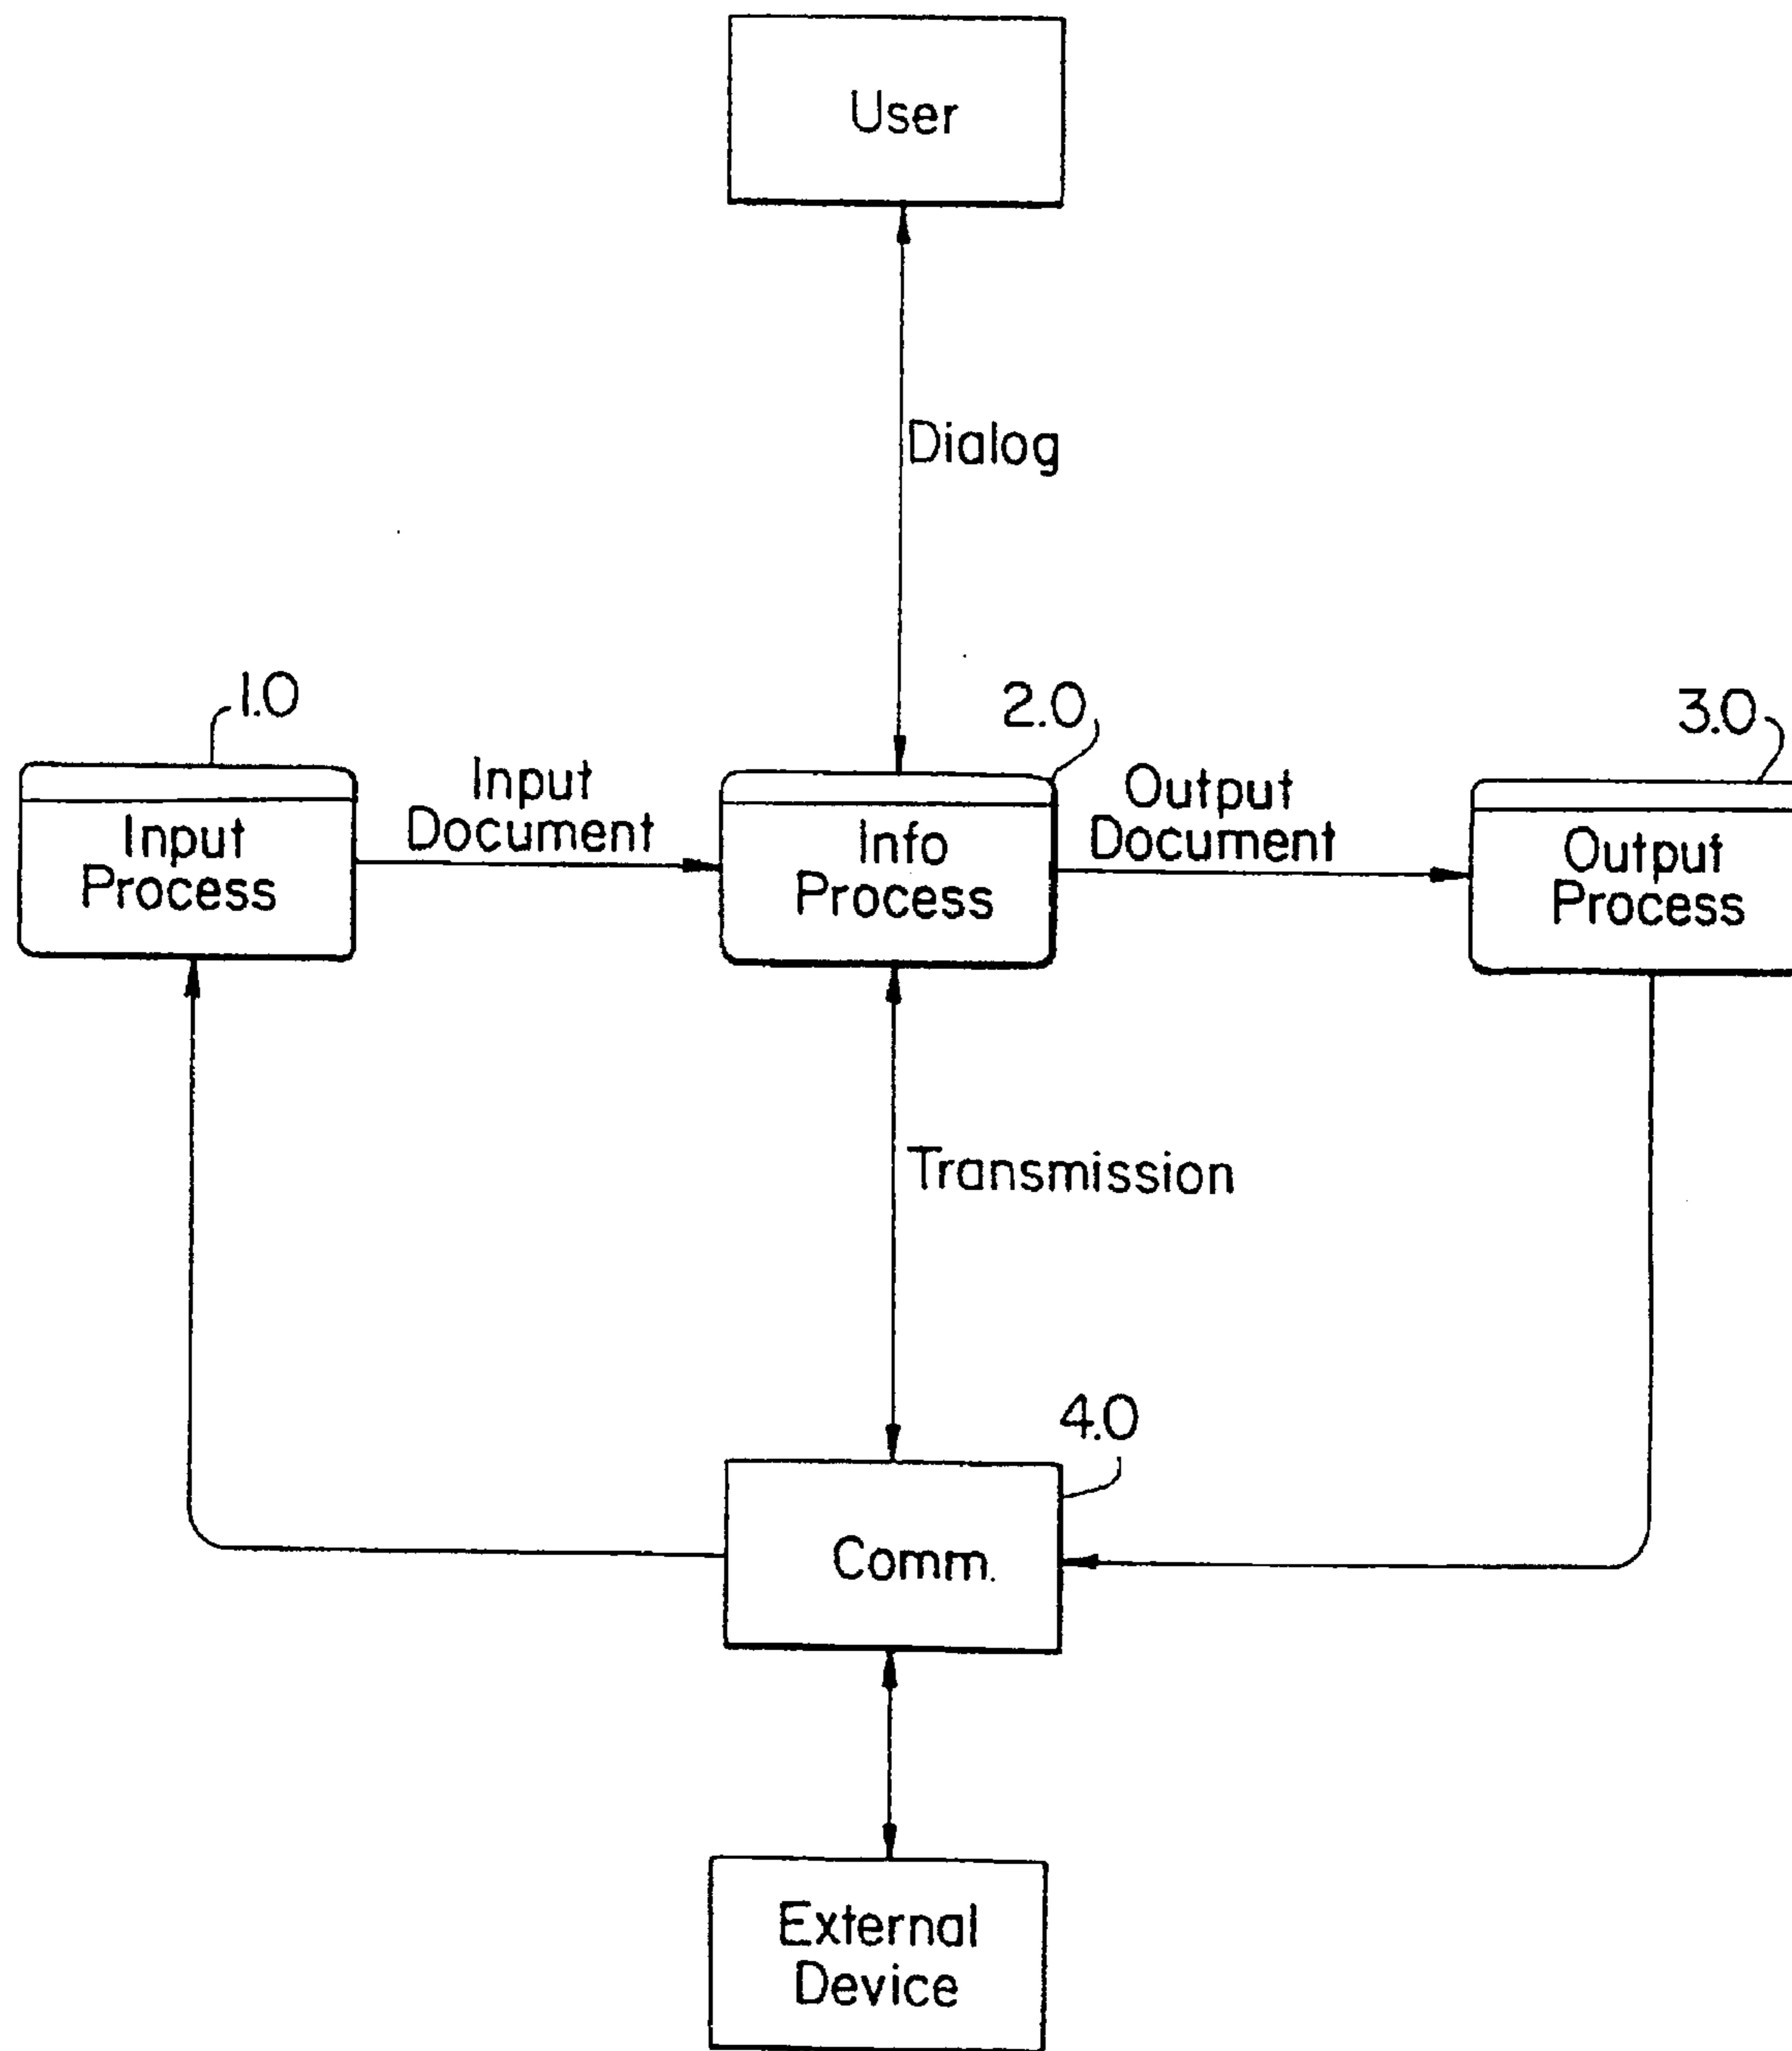 User
Dialog
1.0
2.0
3.0
Input
Document
Output
Document
Input
Process
Info
Process
Output
Process
Transmission
4.0
Comm.
External
Device